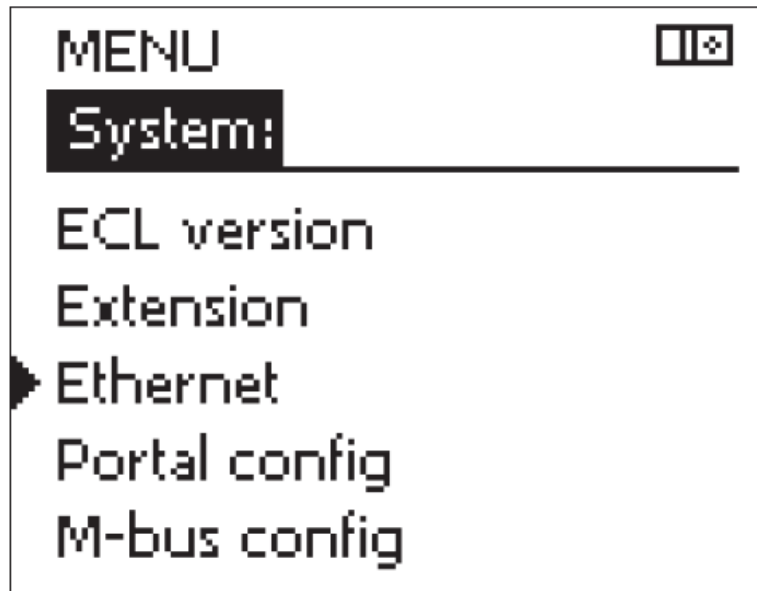 MENU
System:
ECL version
Extension
Ethernet
Portal config
M-bus config